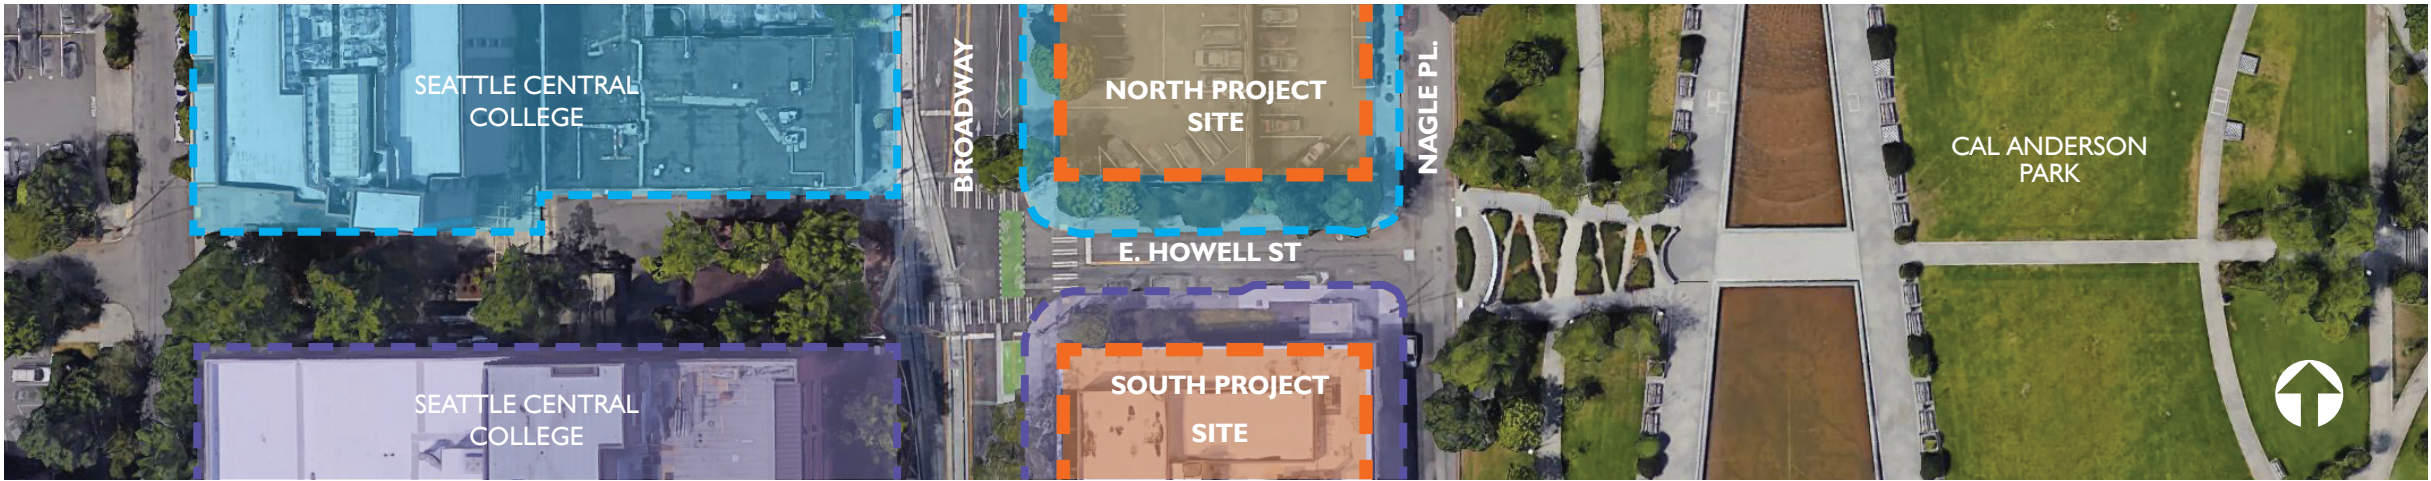 SEATTLE CENTRAL
COLLEGE
BROADWAY
NORTH PROJECT
SITE
NAGLE PL.
CAL ANDERSON
PARK
E. HOWELL ST
SEATTLE CENTRAL
COLLEGE
SOUTH PROJECT
SITE